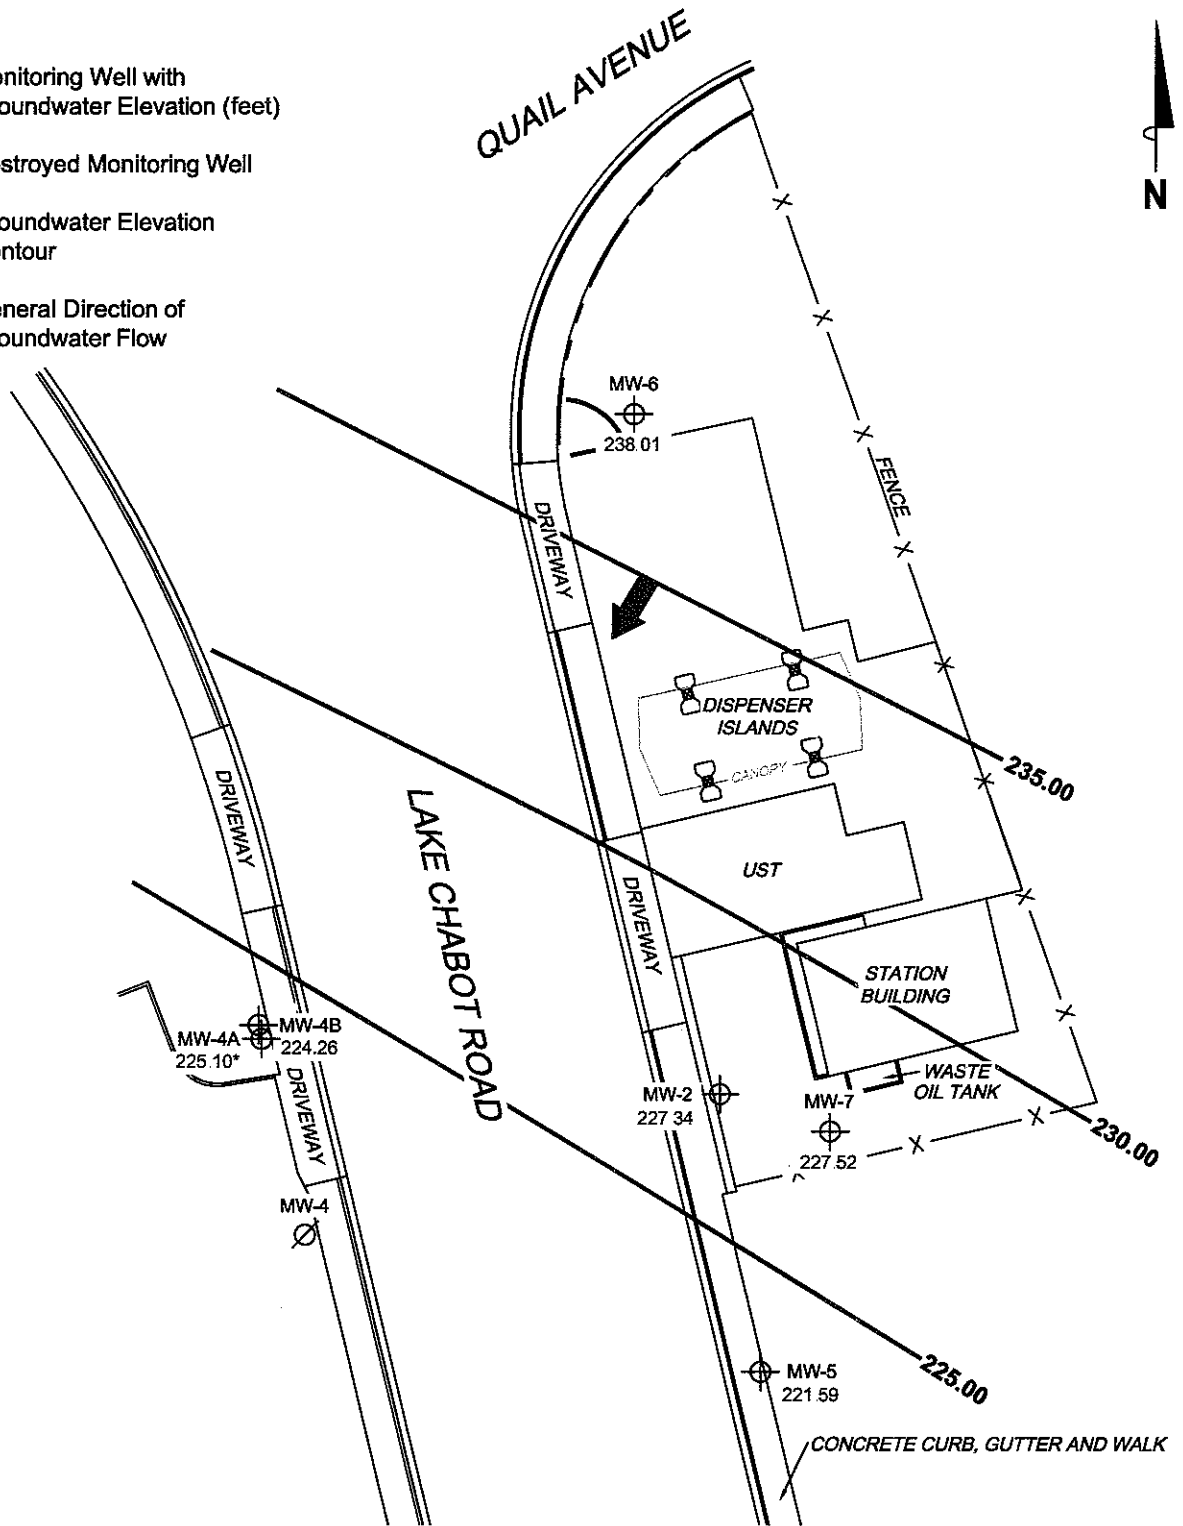 onitoring Well with
oundwater Elevation (feet)
stroyed Monitoring Well
oundwater Elevation
ontour
eneral Direction of
oundwater Flow
QUAIL AVENUE
N
MW-6
238.01
FENCE
DRIVEWAY
DISPENSER
ISLANDS
CANOPY
235.00
DRIVEWAY
LAKE CHABOT ROAD
UST
DRIVEWAY
STATION
BUILDING
MW-4A
225.10*
MW-4B
224.26
DRIVEWAY
MW-2
227.34
WASTE
OIL TANK
MW-7
227.52
230.00
MW-4
225.00
MW-5
221.59
CONCRETE CURB, GUTTER AND WALK